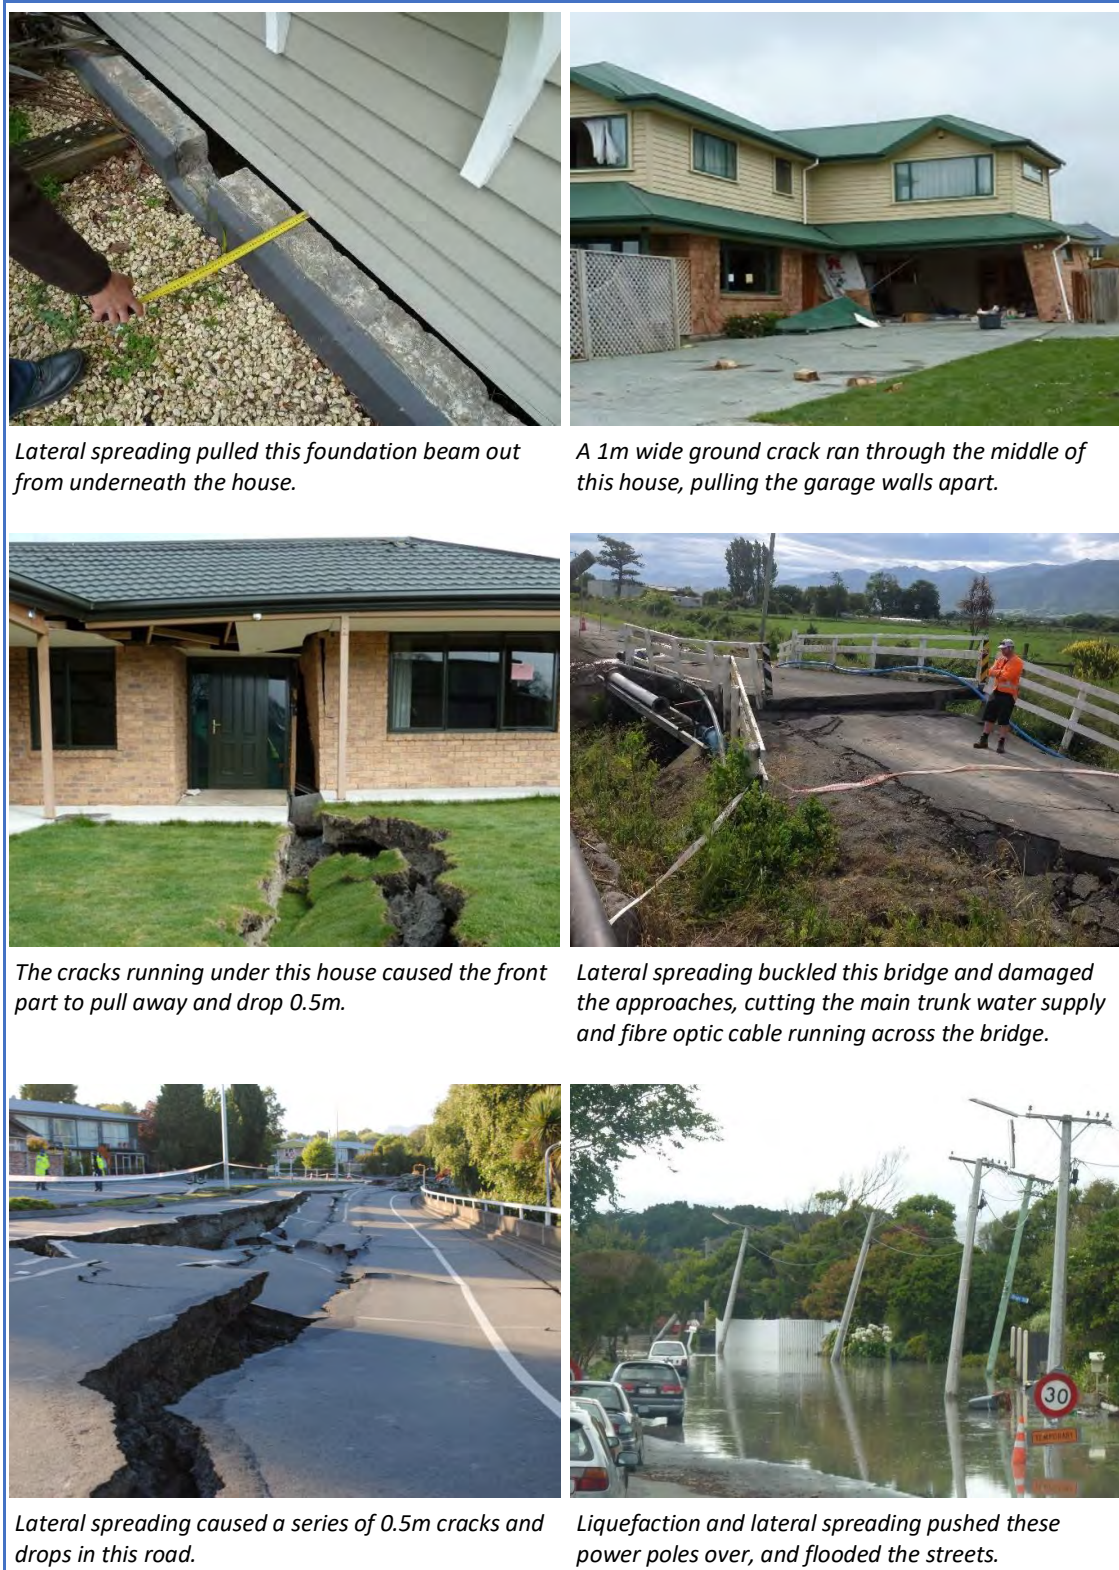 Lateral spreading pulled this foundation beam out
from underneath the house.
A 1m wide ground crack ran through the middle of
this house, pulling the garage walls apart.
The cracks running under this house caused the front
part to pull away and drop 0.5m.
Lateral spreading buckled this bridge and damaged
the approaches, cutting the main trunk water supply
and fibre optic cable running across the bridge.
30
TEMPORARY
Lateral spreading caused a series of 0.5m cracks and
drops in this road.
Liquefaction and lateral spreading pushed these
power poles over, and flooded the streets.